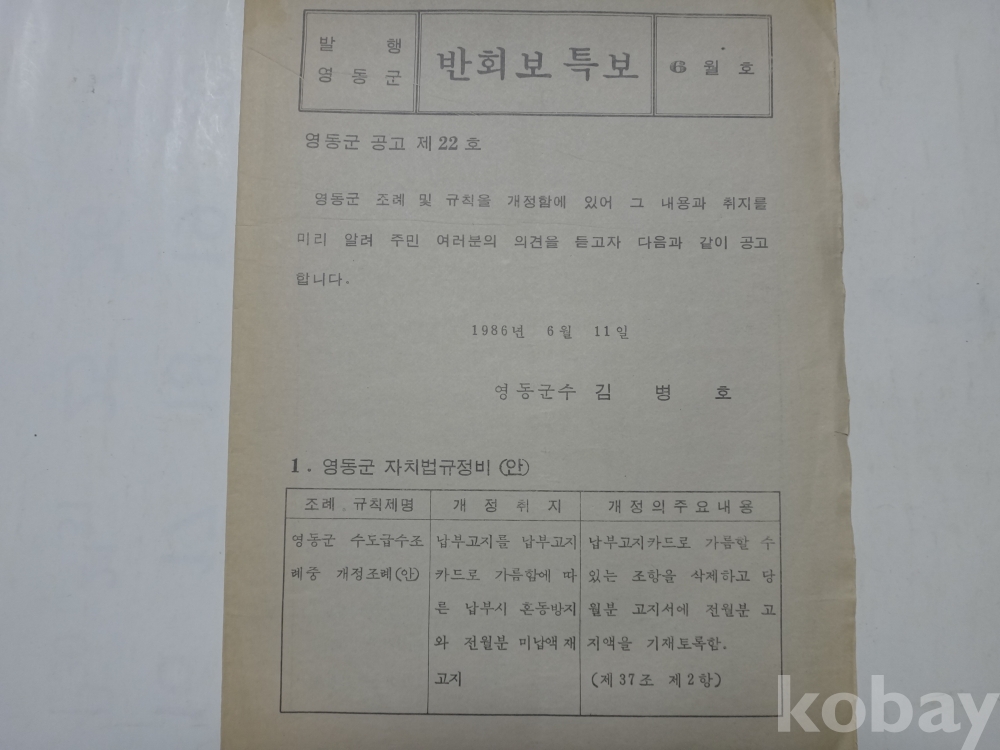 발 행
영 동 군
반회보 특보
6 월 호
영동군 공고 제 22 호
영동군 조례 및 규칙을 개정함에 있어 그 내용과 취지를
미리 알려 주민 여러분의 의견을 듣고자 다음과 같이 공고
합니다.
1986년 6월 11일
영동군수 김 병 호
1. 영동군 자치법규정비 (안)
조례, 규칙제명 개 정 취 지 개 정 의 주 요 내 용
영동군 수도급수조
례중 개정조례(안)
납부고지를 납부고지
카드로 가름함에 따
른 납부시 혼동방지
와 전월분 미납액 재
고지
납부고지카드로 가름할 수
있는 조항을 삭제하고 당
월분 고지서에 전월분 고
지액을 기재토록함.
(제 37조 제 2항)
kobay